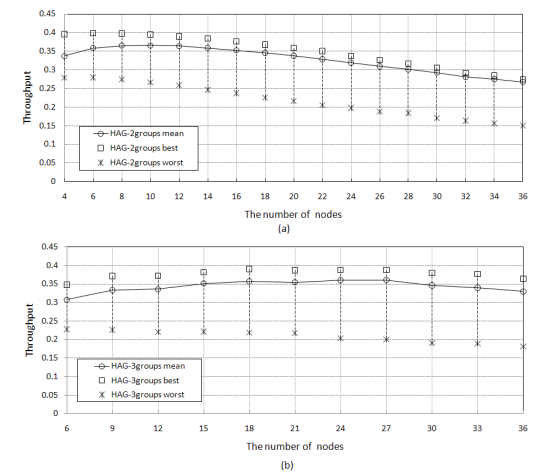 0.45
0.4
0.35
0.3
0.25
0.2
0.15
0.1
0.05
0
Throughput
HAG-2groups mean
HAG-2groups best
HAG-2groups worst
4 6 8 10 12 14 16 18 20 22 24 26 28 30 32 34 36
The number of nodes
(a)
0.45
0.4
0.35
0.3
0.25
0.2
0.15
0.1
0.05
0
Throughput
HAG-3groups mean
HAG-3groups best
HAG-3groups worst
6 9 12 15 18 21 24 27 30 33 36
The number of nodes
(b)